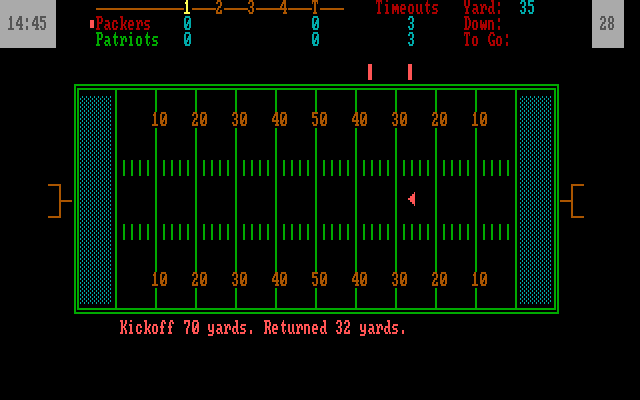 14:45 1 2 3 4 T Timeouts Yard: 35 28
Packers 0 0 3 Down:
Patriots 0 0 3 To Go:
10 20 30 40 50 40 30 20 10
10 20 30 40 50 40 30 20 10
Kickoff 70 yards. Returned 32 yards.